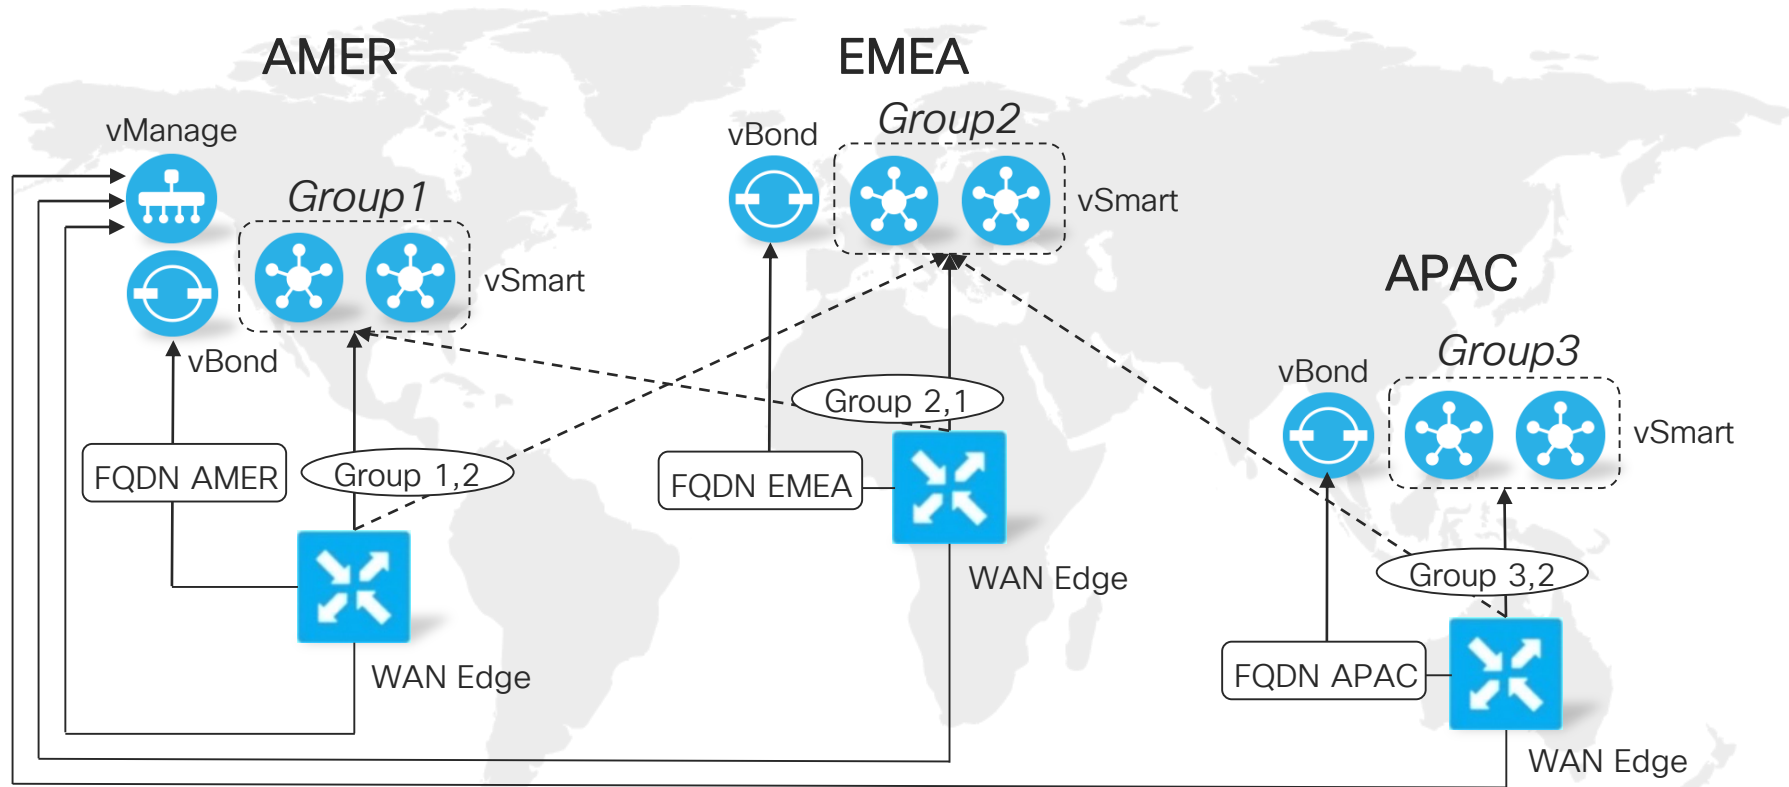 AMER
EMEA
vManage
vBond
Group2
vSmart
Group1
vSmart
vBond
APAC
Group3
vBond
vSmart
Group 2,1
FQDN AMER
Group 1,2
FQDN EMEA
WAN Edge
Group 3,2
WAN Edge
FQDN APAC
WAN Edge